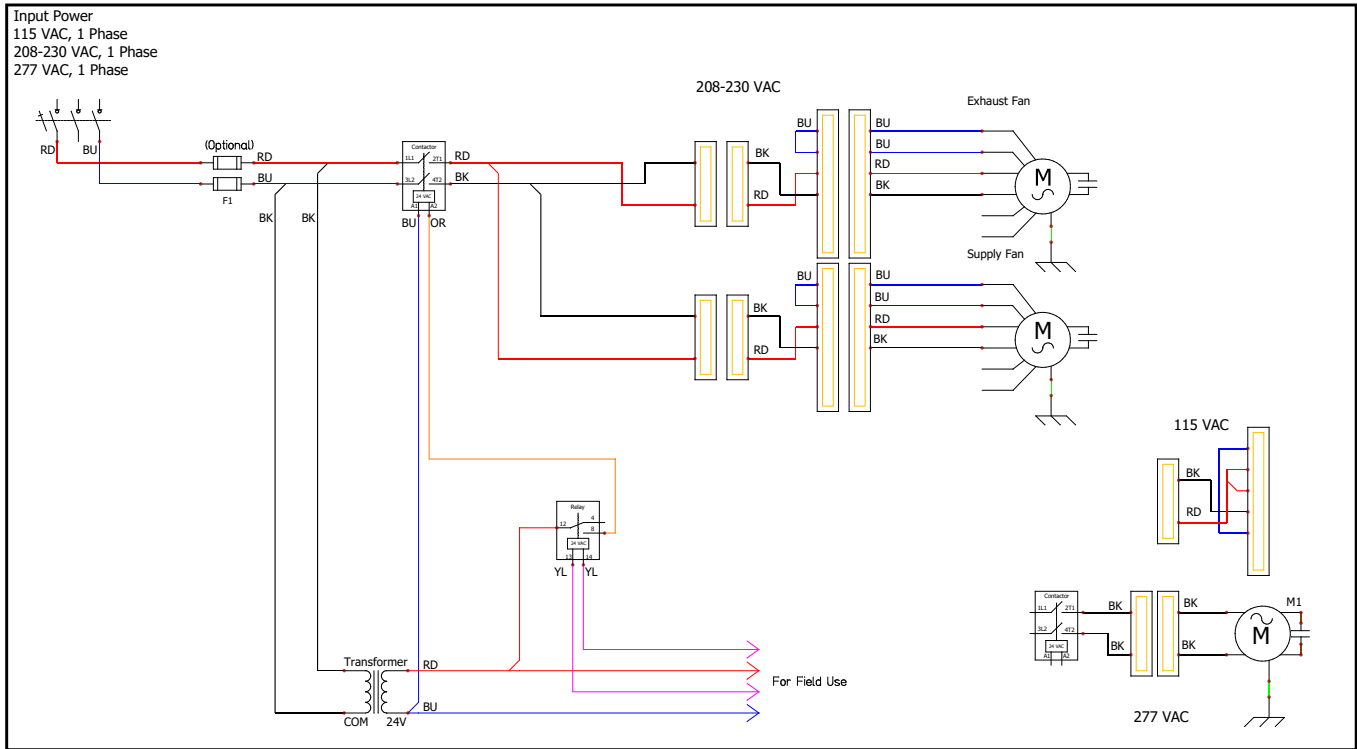 Input Power
115 VAC, 1 Phase
208-230 VAC, 1 Phase
277 VAC, 1 Phase
208-230 VAC
Exhaust Fan
RD
BU
(Optional)
RD
BU
F1
BK
BK
Contactor
1L1
2T1
3L2
4T2
24 VAC
A1
A2
RD
BK
BU
OR
BK
RD
BU
BU
BU
RD
BK
M
Supply Fan
BK
RD
BU
BU
BU
RD
BK
M
115 VAC
BK
RD
Relay
12
4
8
24 VAC
13
14
YL
YL
Contactor
1L1
2T1
3L2
4T2
24 VAC
A1
A2
BK
BK
BK
BK
M1
M
277 VAC
Transformer
RD
For Field Use
BU
COM
24V